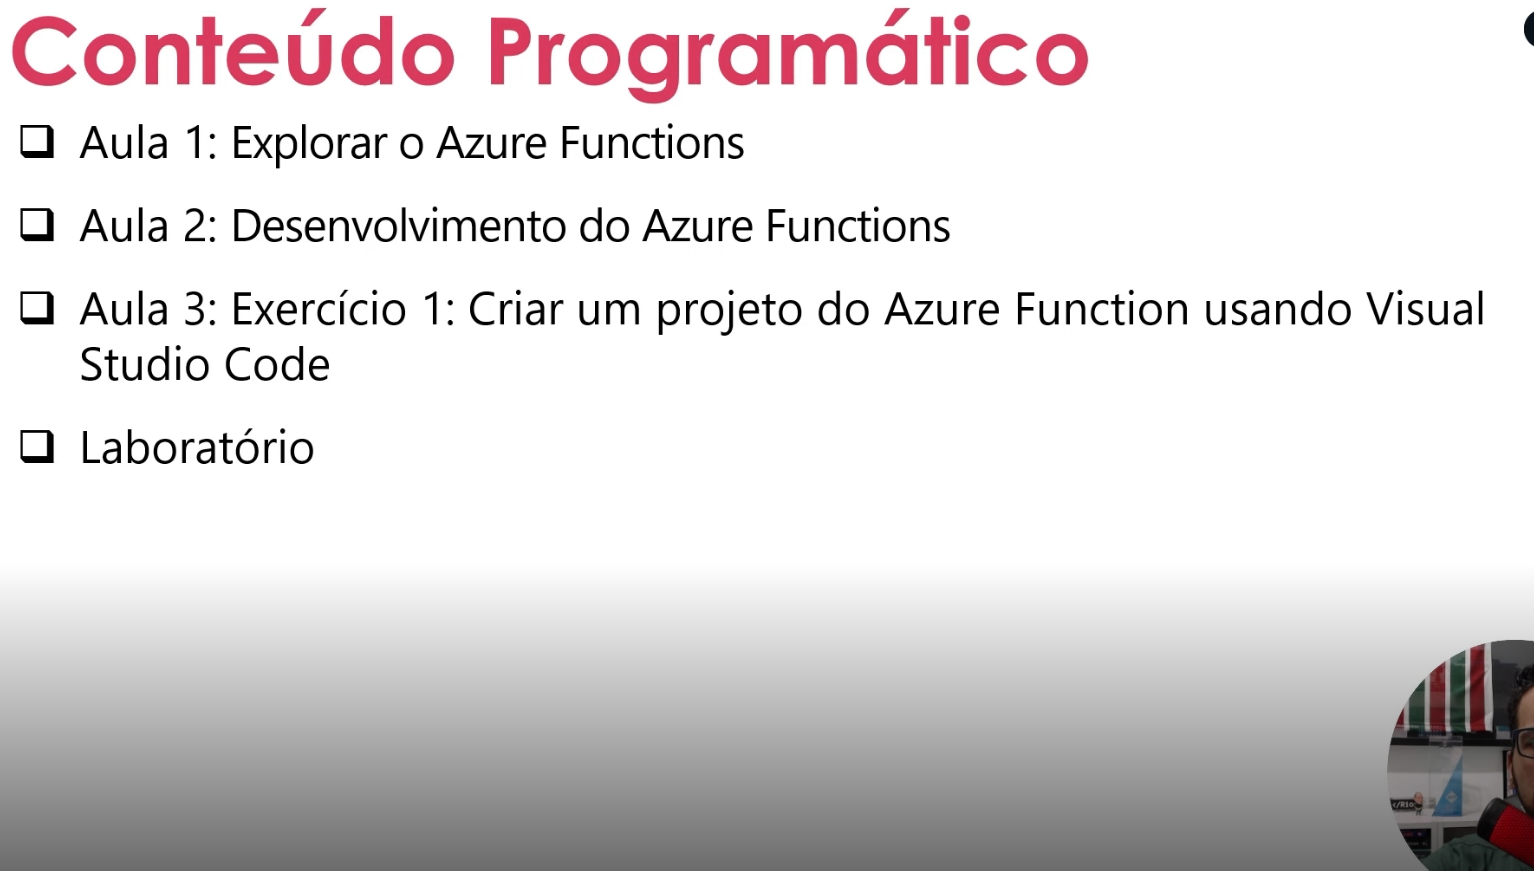 Conteúdo Programático
Aula 1: Explorar o Azure Functions
Aula 2: Desenvolvimento do Azure Functions
Aula 3: Exercício 1: Criar um projeto do Azure Function usando Visual
Studio Code
Laboratório